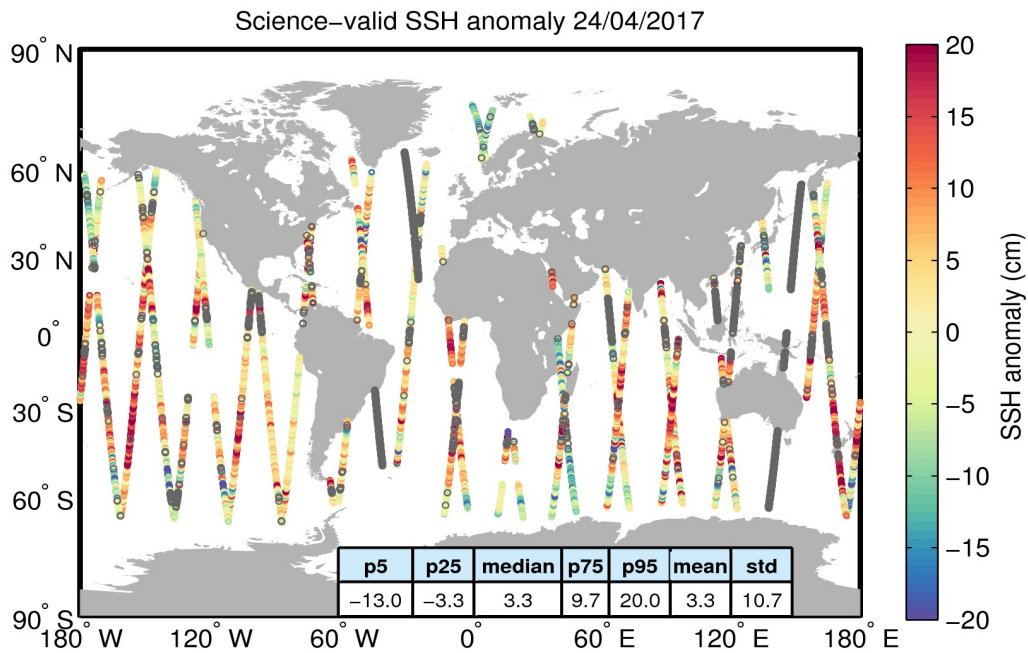 Science−valid SSH anomaly 24/04/2017
90° N
60° N
30° N
0°
30° S
60° S
90° S
180° W
120° W
60° W
0°
60° E
120° E
180° E
p5 p25 median p75 p95 mean std
−13.0 −3.3 3.3 9.7 20.0 3.3 10.7
20
15
10
5
0
−5
−10
−15
−20
SSH anomaly (cm)